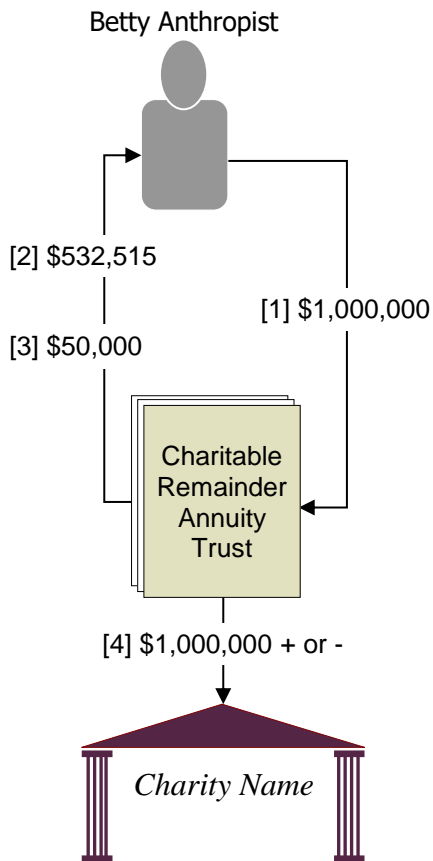 Betty Anthropist
[2] $532,515
[1] $1,000,000
[3] $50,000
Charitable
Remainder
Annuity
Trust
[4] $1,000,000 + or -
Charity Name